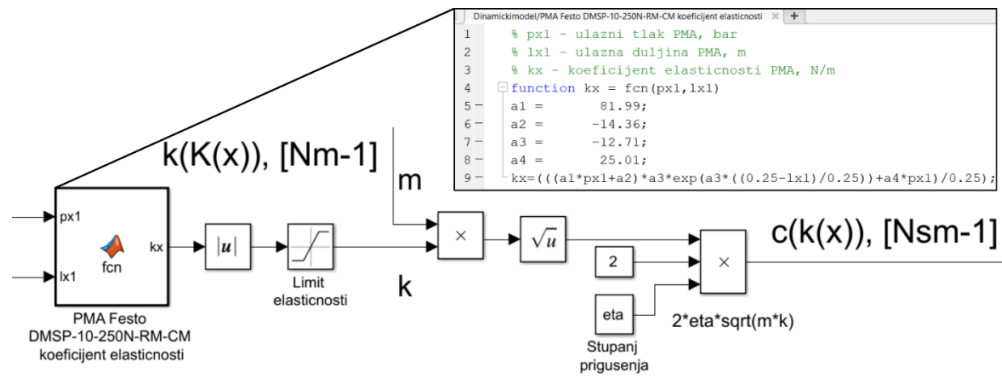 Dinamickimodel/PMA Festo DMSP-10-250N-RM-CM koeficijent elasticnosti
1 % px1 - ulazni tlak PMA, bar
2 % lx1 - ulazna duljina PMA, m
3 % kx - koeficijent elasticnosti PMA, N/m
4 function kx = fcn(px1,lx1)
5 - a1 = 81.99;
6 - a2 = -14.36;
7 - a3 = -12.71;
8 - a4 = 25.01;
9 - kx=(((a1*px1+a2)*a3*exp(a3*((0.25-lx1)/0.25))+a4*px1)/0.25);
k(K(x)), [Nm-1]
m
px1
lx1
fcn
kx
PMA Festo
DMSP-10-250N-RM-CM
koeficijent elasticnosti
|u|
Limit
elasticnosti
k
×
√u
2
eta
Stupanj
prigusenja
×
2*eta*sqrt(m*k)
c(k(x)), [Nsm-1]